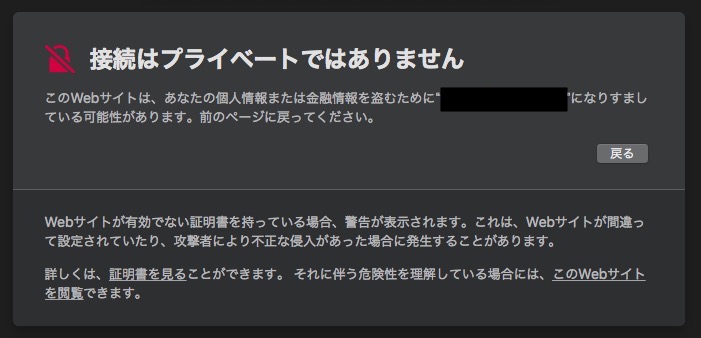 接続はプライベートではありません
このWebサイトは、あなたの個人情報または金融情報を盗むために“ ”になりすまし
ている可能性があります。前のページに戻ってください。
戻る
Webサイトが有効でない証明書を持っている場合、警告が表示されます。これは、Webサイトが間違っ
て設定されていたり、攻撃者により不正な侵入があった場合に発生することがあります。
詳しくは、証明書を見ることができます。 それに伴う危険性を理解している場合には、このWebサイト
を閲覧できます。